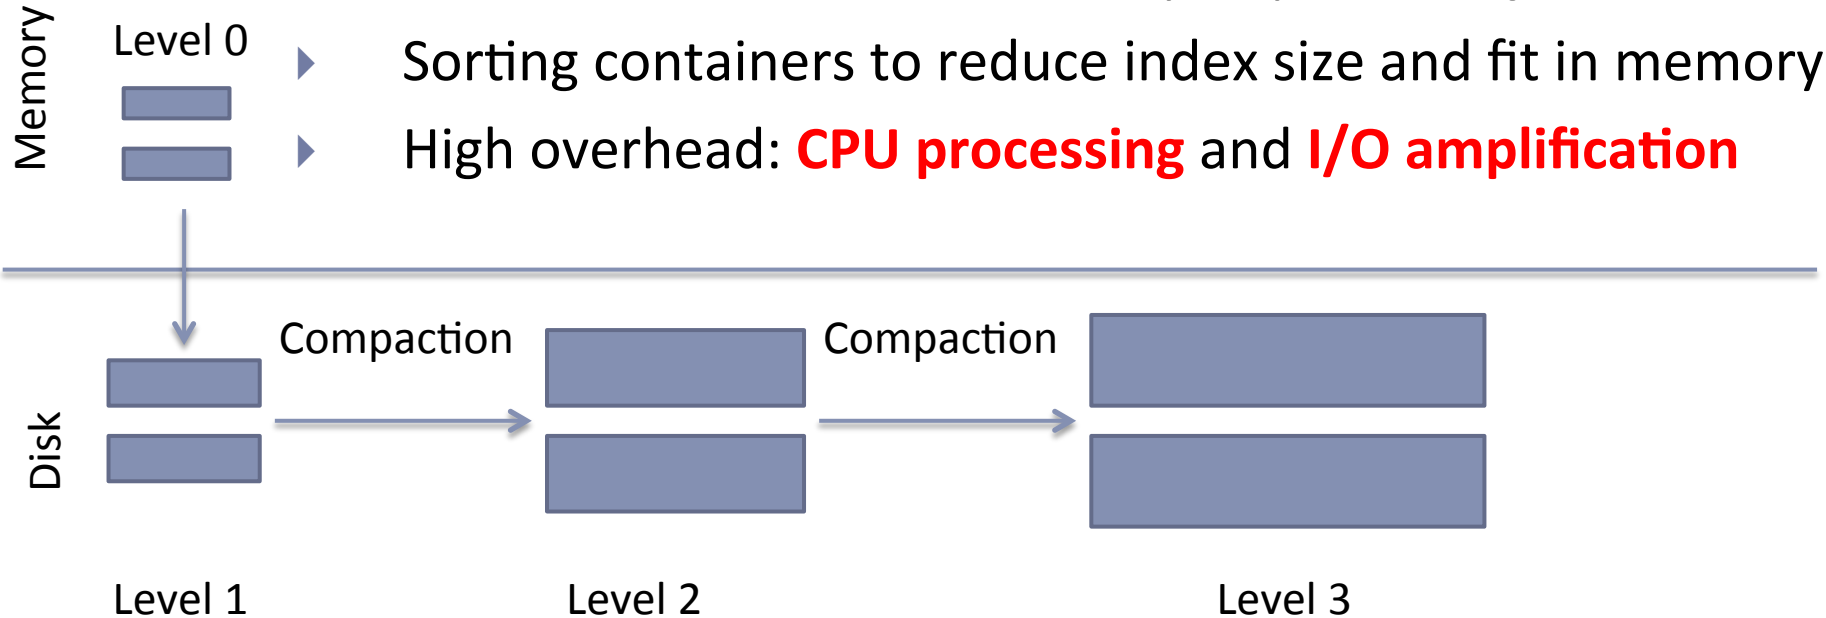 Memory
Level 0
Sorting containers to reduce index size and fit in memory
High overhead: CPU processing and I/O amplification
Disk
Compaction
Compaction
Level 1
Level 2
Level 3